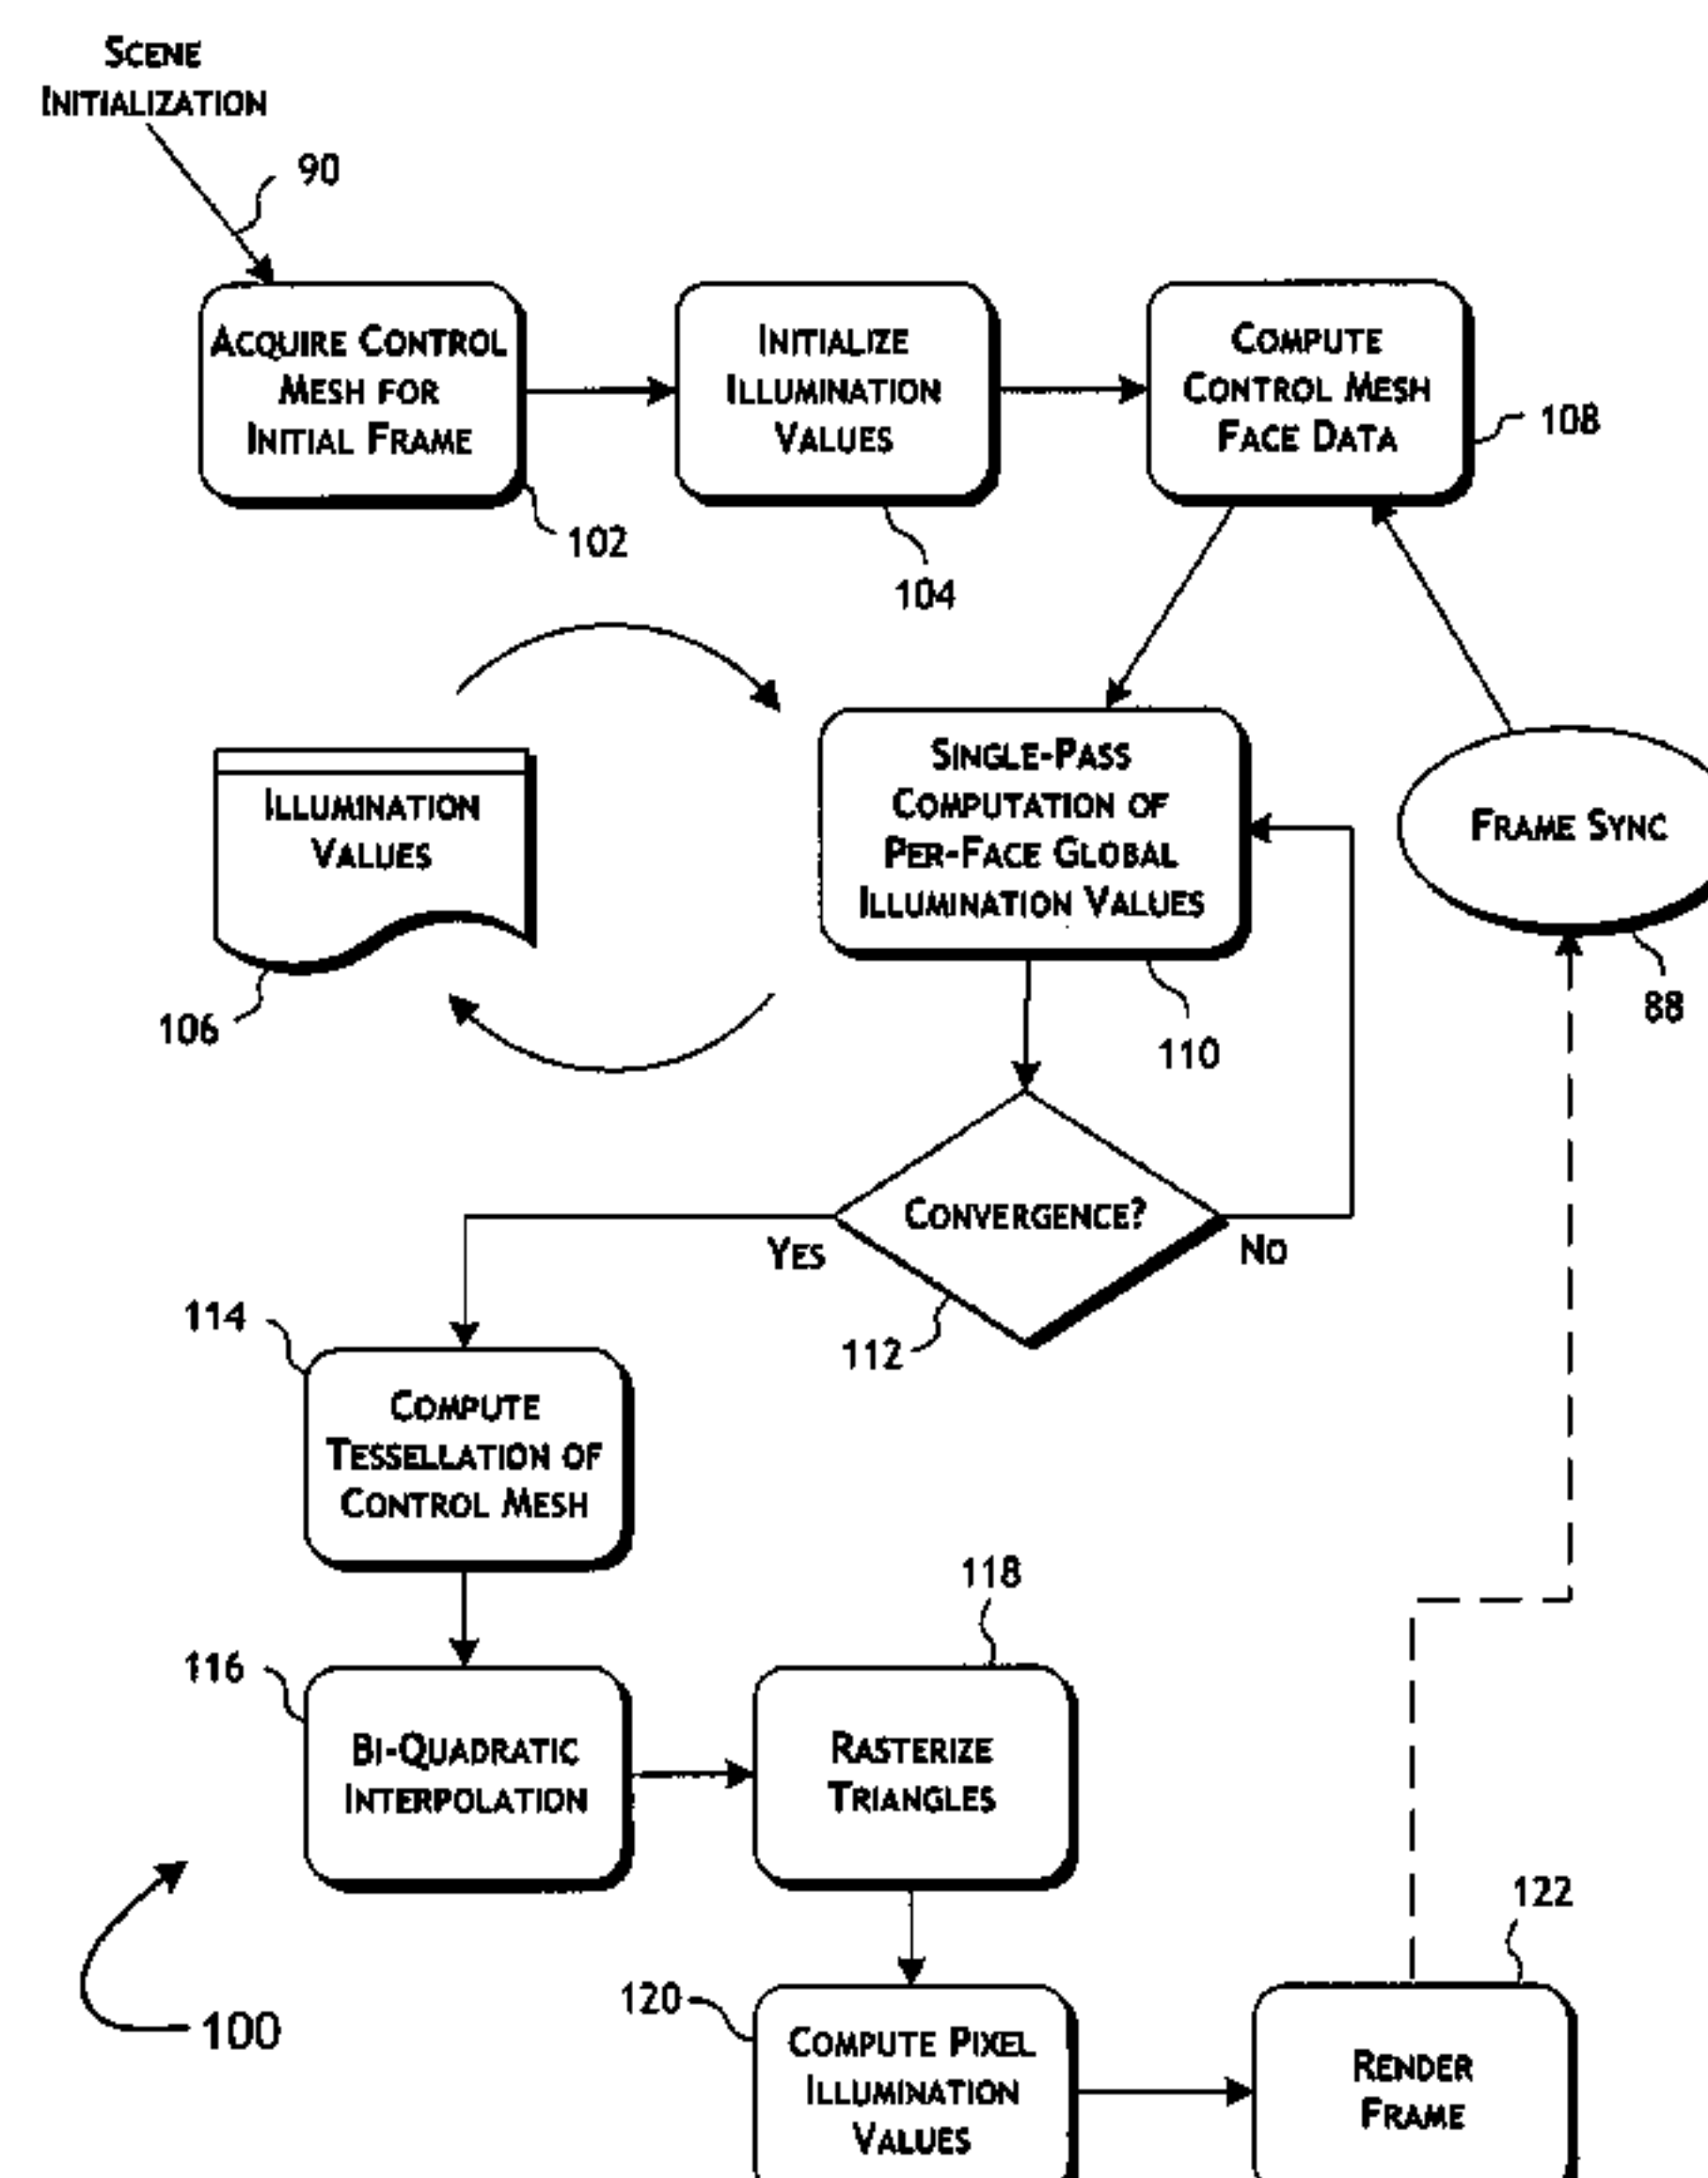 SCENE
INITIALIZATION
90
ACQUIRE CONTROL
MESH FOR
INITIAL FRAME
102
INITIALIZE
ILLUMINATION
VALUES
104
COMPUTE
CONTROL MESH
FACE DATA
108
ILLUMINATION
VALUES
106
SINGLE-PASS
COMPUTATION OF
PER-FACE GLOBAL
ILLUMINATION VALUES
110
FRAME SYNC
88
CONVERGENCE?
YES
NO
112
114
COMPUTE
TESSELLATION OF
CONTROL MESH
116
BI-QUADRATIC
INTERPOLATION
118
RASTERIZE
TRIANGLES
100
120
COMPUTE PIXEL
ILLUMINATION
VALUES
122
RENDER
FRAME